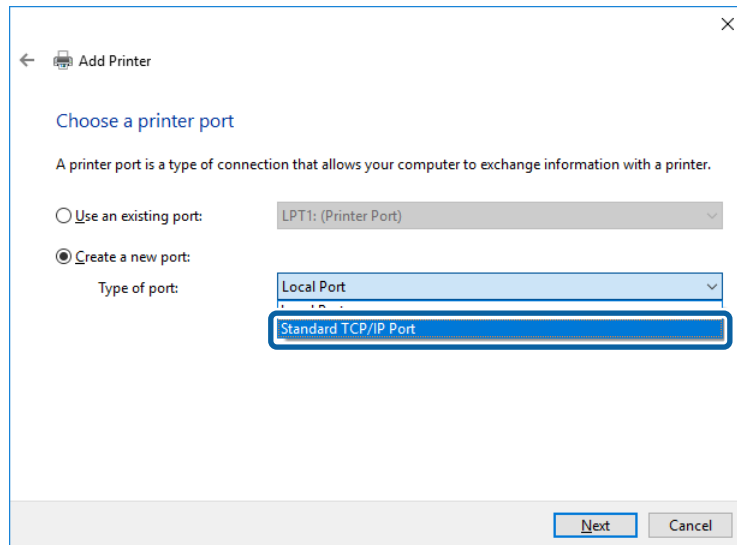 Add Printer
Choose a printer port
A printer port is a type of connection that allows your computer to exchange information with a printer.
Use an existing port: LPT1: (Printer Port)
Create a new port:
Type of port: Local Port
Standard TCP/IP Port
Next Cancel